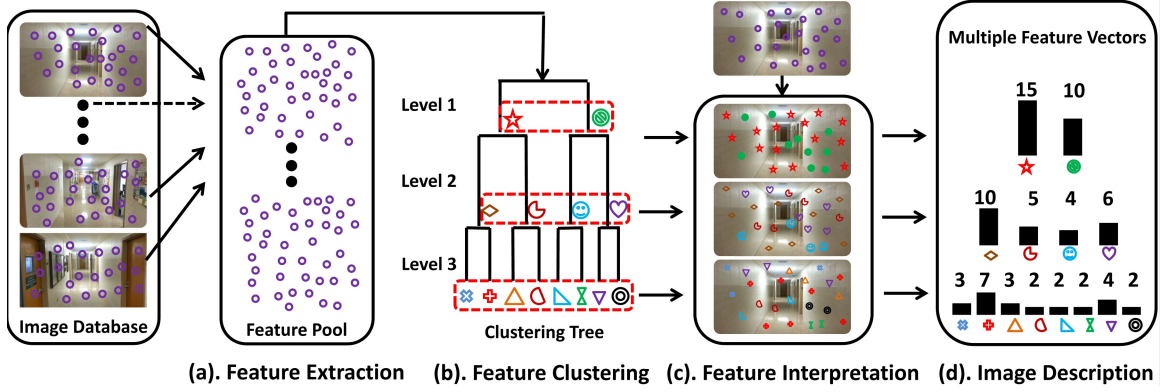 Multiple Feature Vectors
15 10
Level 1
Level 2
10 5 4 6
Level 3
3 7 3 2 2 2 4 2
Image Database
Feature Pool
Clustering Tree
(a). Feature Extraction
(b). Feature Clustering
(c). Feature Interpretation
(d). Image Description